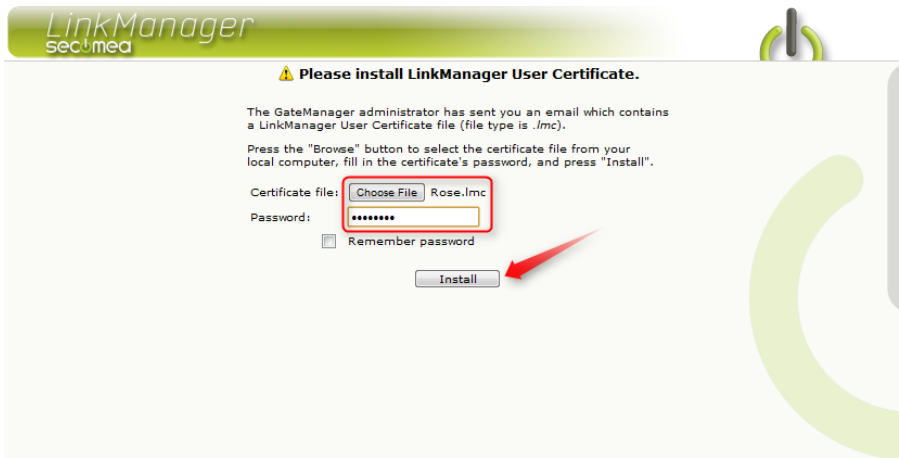 LinkManager
secomea
Please install LinkManager User Certificate.
The GateManager administrator has sent you an email which contains
a LinkManager User Certificate file (file type is .lmc).
Press the "Browse" button to select the certificate file from your
local computer, fill in the certificate's password, and press "Install".
Certificate file: Choose File Rose.lmc
Password: ••••••••
Remember password
Install